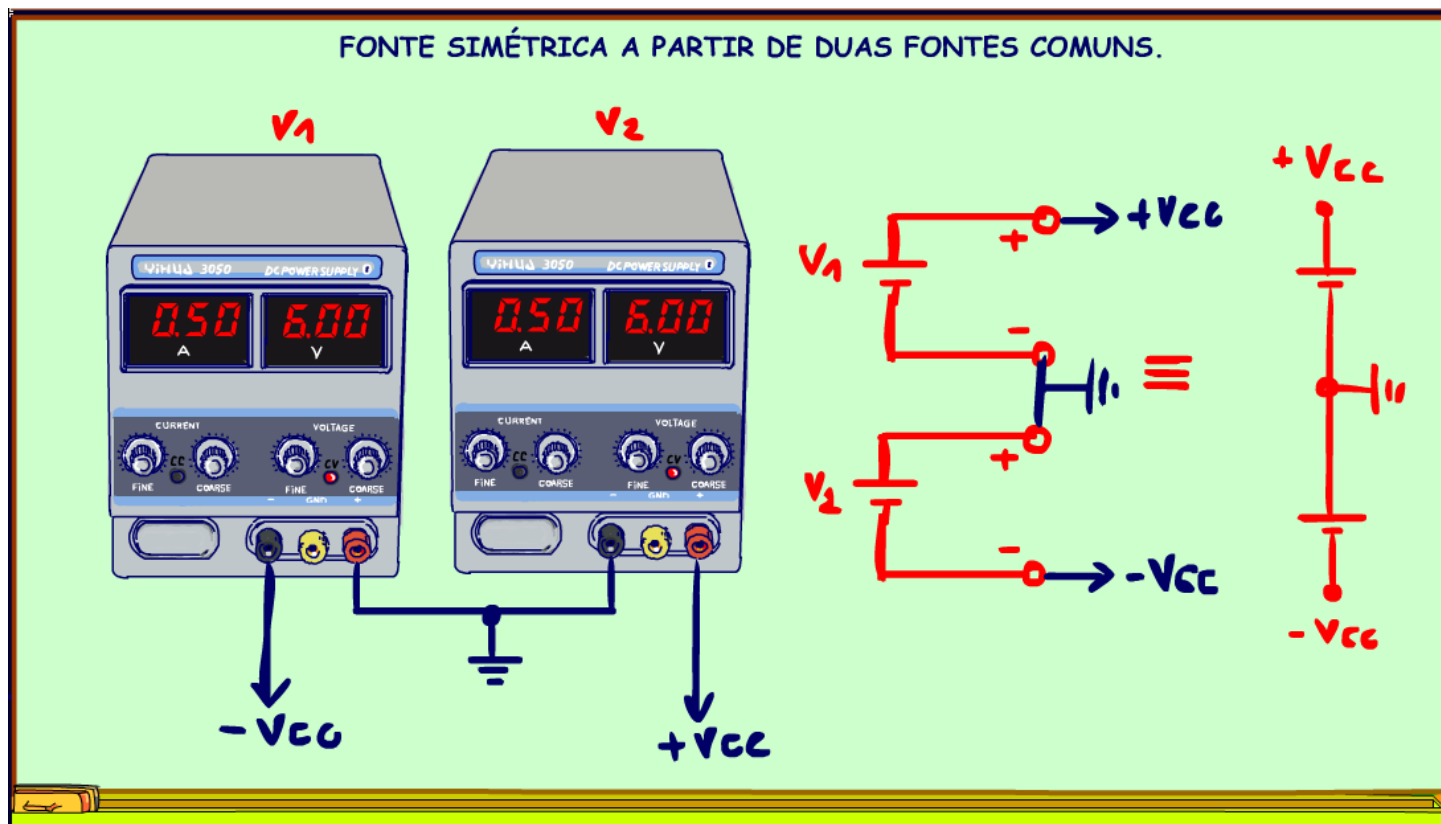 FONTE SIMÉTRICA A PARTIR DE DUAS FONTES COMUNS.
V1
V2
YIHUA 3050 DC POWER SUPPLY
0.50 6.00
A V
CURRENT VOLTAGE
CC CV
FINE COARSE FINE COARSE
- GND +
YIHUA 3050 DC POWER SUPPLY
0.50 6.00
A V
CURRENT VOLTAGE
CC CV
FINE COARSE FINE COARSE
- GND +
-VCC
+VCC
V1
+
+VCC
-
≡
V2
+
-
-VCC
+VCC
-VCC